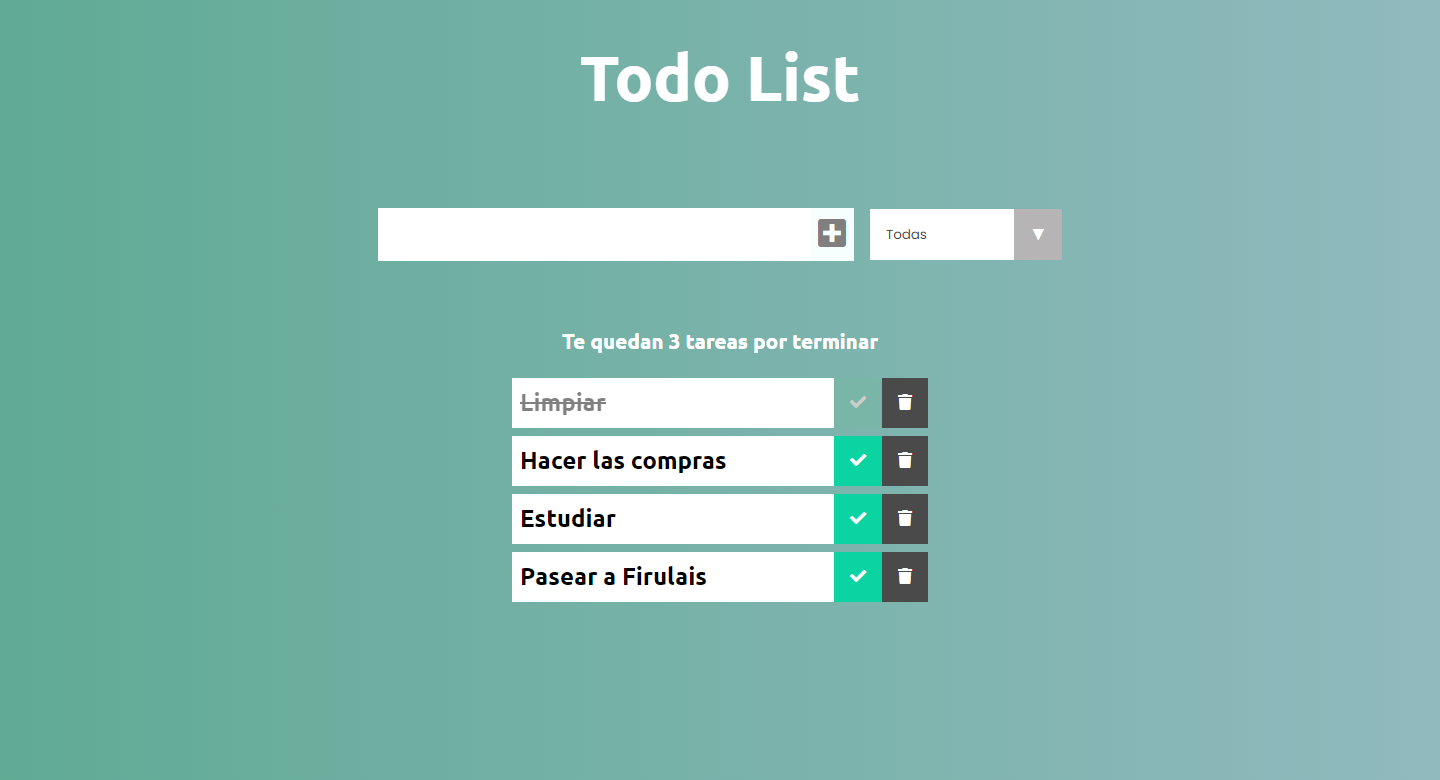 Todo List
Todas
Te quedan 3 tareas por terminar
Limpiar
Hacer las compras
Estudiar
Pasear a Firulais